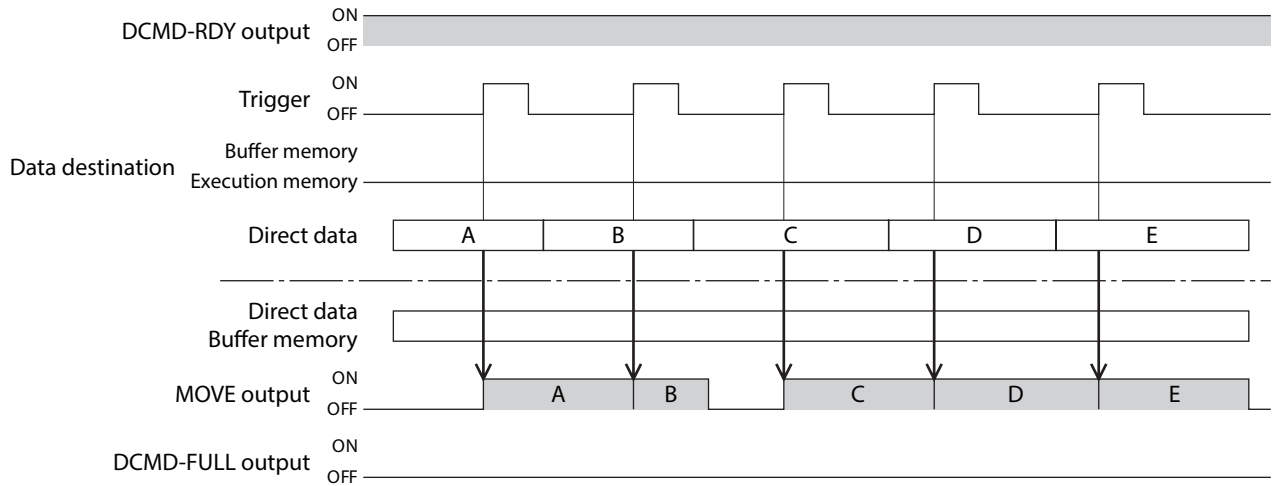 ON
DCMD-RDY output
OFF
ON
Trigger
OFF
Buffer memory
Data destination
Execution memory
Direct data
A B C D E
Direct data
Buffer memory
ON
MOVE output
A B C D E
OFF
ON
DCMD-FULL output
OFF